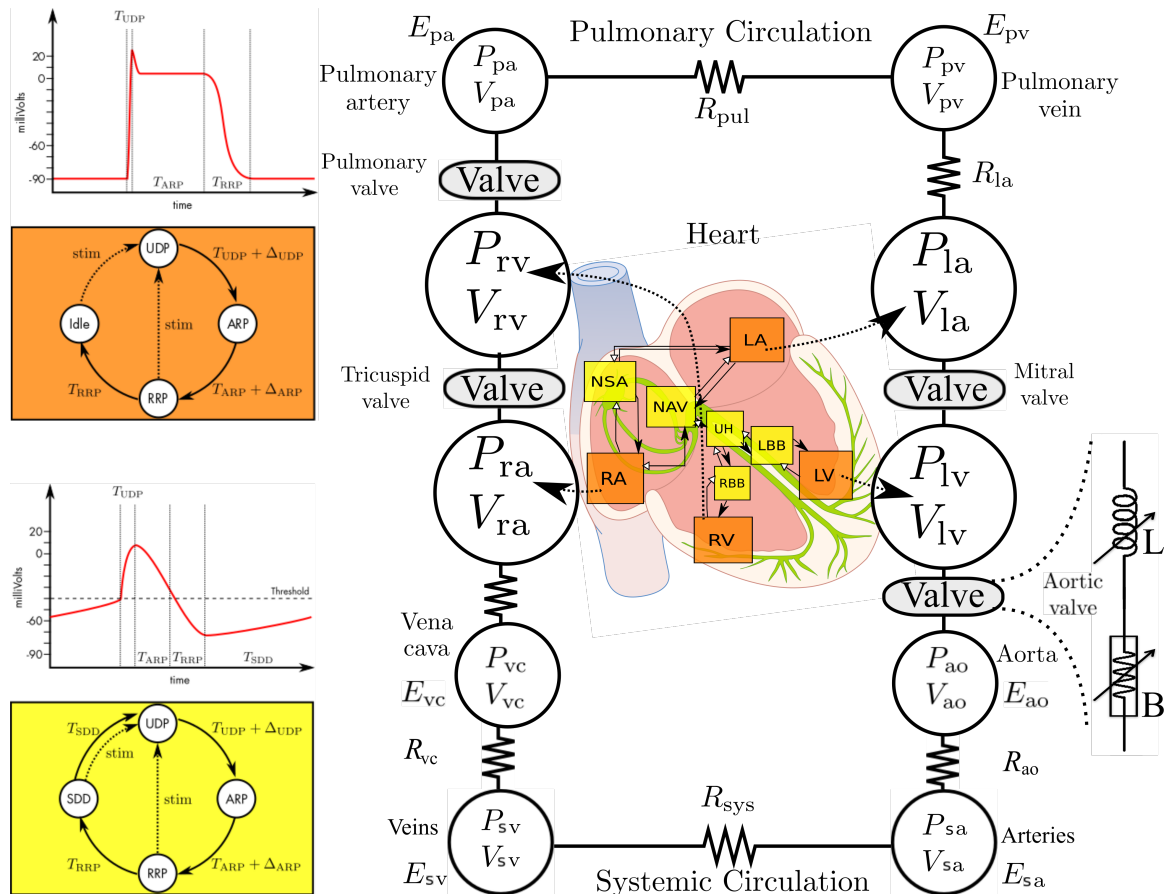 T_UDP
20
0
-60
-90
milliVolts
T_ARP
T_RRP
time
stim
UDP
T_UDP + Δ_UDP
Idle
stim
ARP
T_RRP
T_ARP + Δ_ARP
RRP
T_UDP
20
0
-60
-90
milliVolts
Threshold
T_ARP
T_RRP
T_SDD
time
T_SDD
UDP
T_UDP + Δ_UDP
stim
SDD
stim
ARP
T_RRP
T_ARP + Δ_ARP
RRP
E_pa
P_pa
V_pa
Pulmonary
artery
Pulmonary Circulation
R_pul
E_pv
P_pv
V_pv
Pulmonary
vein
Pulmonary
valve
Valve
R_la
P_rv
V_rv
Heart
P_la
V_la
Tricuspid
valve
Valve
Valve
Mitral
valve
LA
NSA
NAV
UH
LBB
RA
RBB
LV
RV
P_ra
V_ra
P_lv
V_lv
Valve
Aortic
valve
L
B
Vena
cava
E_vc
P_vc
V_vc
P_ao
V_ao
Aorta
E_ao
R_vc
R_ao
Veins
E_sv
P_sv
V_sv
R_sys
Systemic Circulation
P_sa
V_sa
Arteries
E_sa